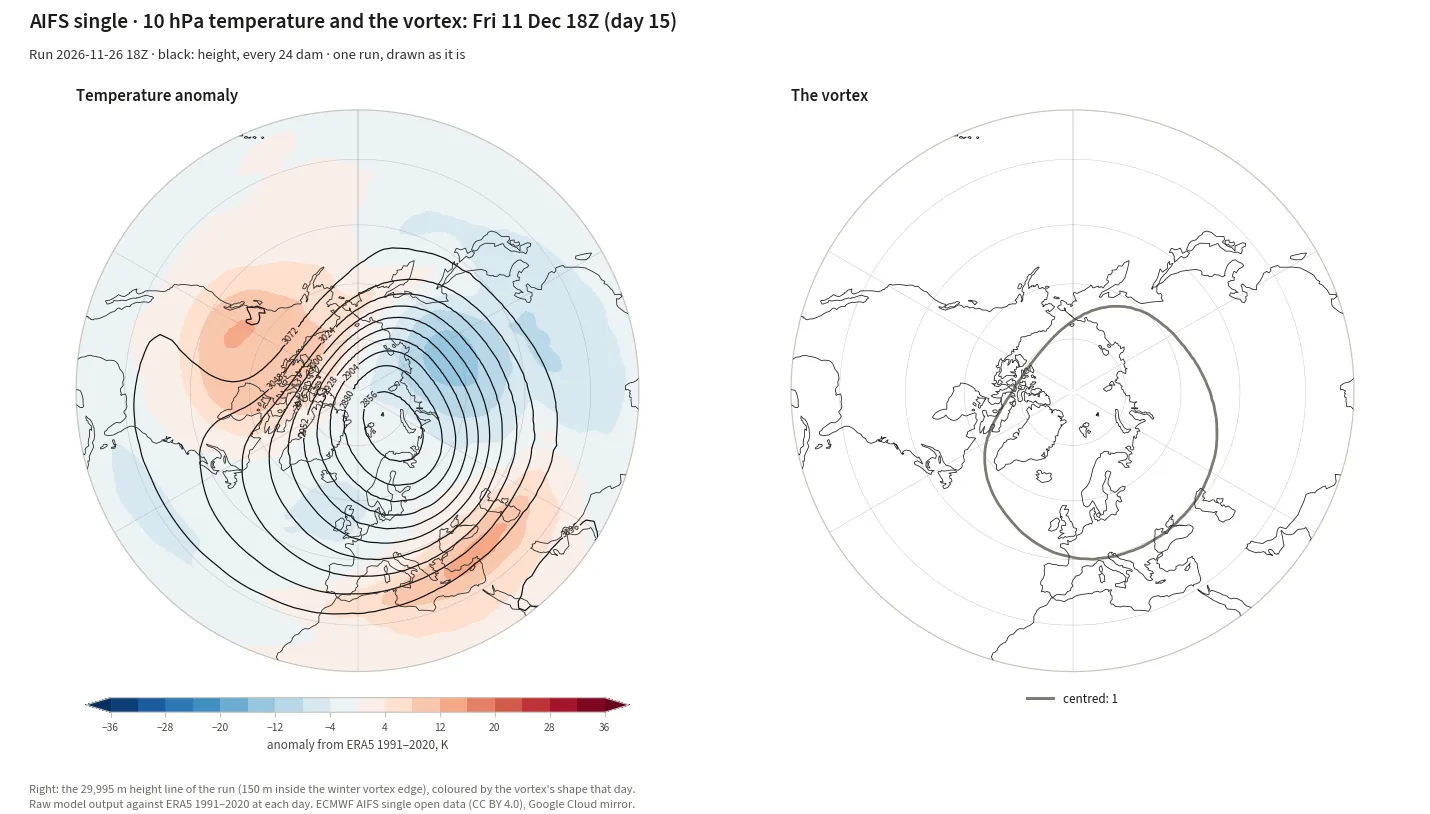 AIFS single · 10 hPa temperature and the vortex: Fri 11 Dec 18Z (day 15)
Run 2026-11-26 18Z · black: height, every 24 dam · one run, drawn as it is
Temperature anomaly
The vortex
3072
3024
2904
2928
2880
2856
2952
−36 −28 −20 −12 −4 4 12 20 28 36
anomaly from ERA5 1991–2020, K
centred: 1
Right: the 29,995 m height line of the run (150 m inside the winter vortex edge), coloured by the vortex's shape that day.
Raw model output against ERA5 1991–2020 at each day. ECMWF AIFS single open data (CC BY 4.0), Google Cloud mirror.